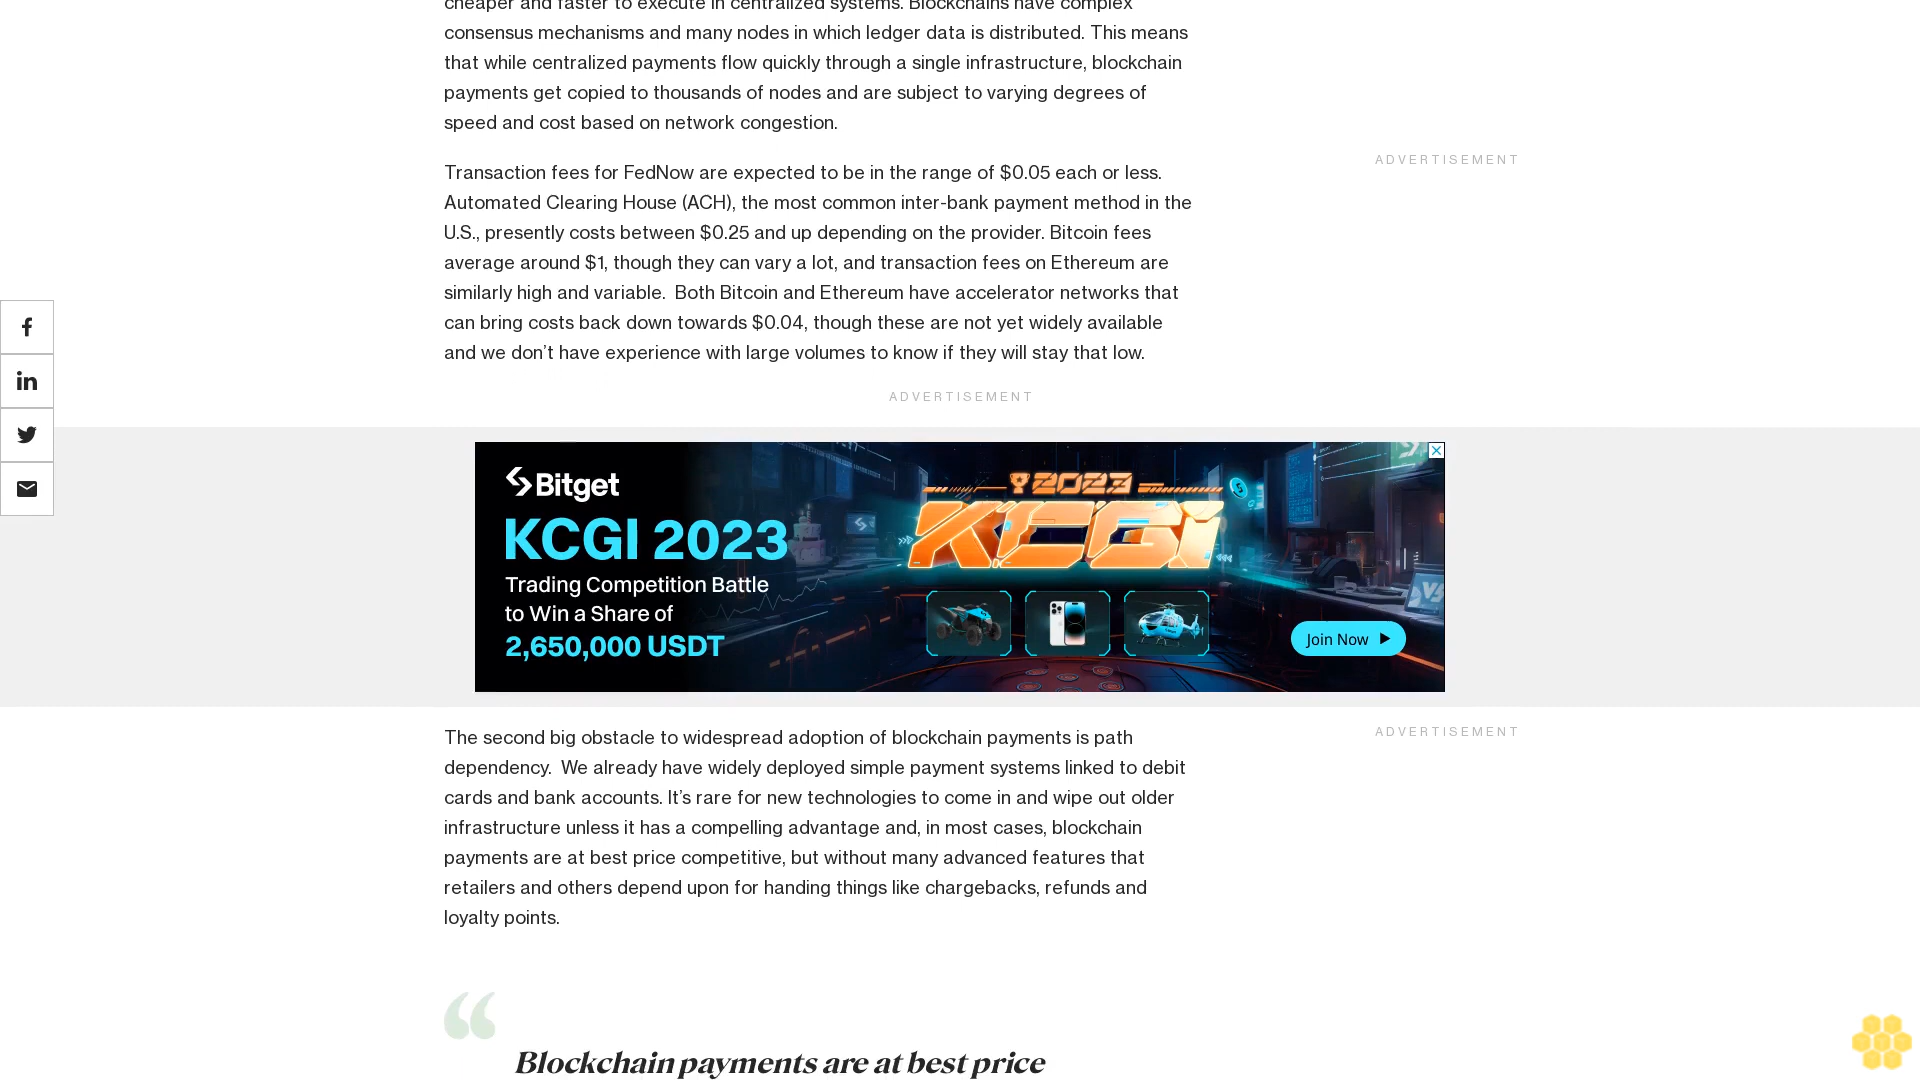 cheaper and faster to execute in centralized systems. Blockchains have complex
consensus mechanisms and many nodes in which ledger data is distributed. This means
that while centralized payments flow quickly through a single infrastructure, blockchain
payments get copied to thousands of nodes and are subject to varying degrees of
speed and cost based on network congestion.
ADVERTISEMENT
Transaction fees for FedNow are expected to be in the range of $0.05 each or less.
Automated Clearing House (ACH), the most common inter-bank payment method in the
U.S., presently costs between $0.25 and up depending on the provider. Bitcoin fees
average around $1, though they can vary a lot, and transaction fees on Ethereum are
similarly high and variable.  Both Bitcoin and Ethereum have accelerator networks that
can bring costs back down towards $0.04, though these are not yet widely available
and we don’t have experience with large volumes to know if they will stay that low.
ADVERTISEMENT
Bitget
KCGI 2023
Trading Competition Battle
to Win a Share of
2,650,000 USDT
2023
KCGI
Join Now
ADVERTISEMENT
The second big obstacle to widespread adoption of blockchain payments is path
dependency.  We already have widely deployed simple payment systems linked to debit
cards and bank accounts. It’s rare for new technologies to come in and wipe out older
infrastructure unless it has a compelling advantage and, in most cases, blockchain
payments are at best price competitive, but without many advanced features that
retailers and others depend upon for handing things like chargebacks, refunds and
loyalty points.
“
Blockchain payments are at best price